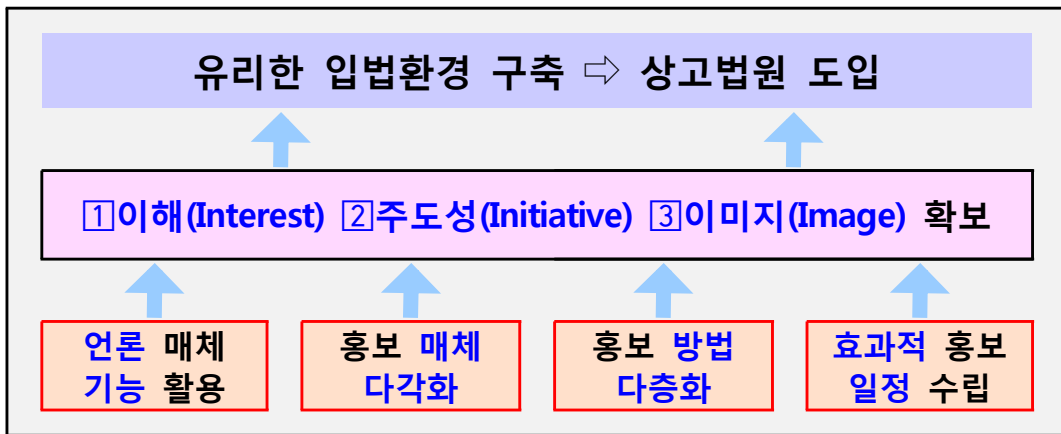 유리한 입법환경 구축 ⇨ 상고법원 도입
1이해(Interest) 2주도성(Initiative) 3이미지(Image) 확보
언론 매체
기능 활용
홍보 매체
다각화
홍보 방법
다층화
효과적 홍보
일정 수립